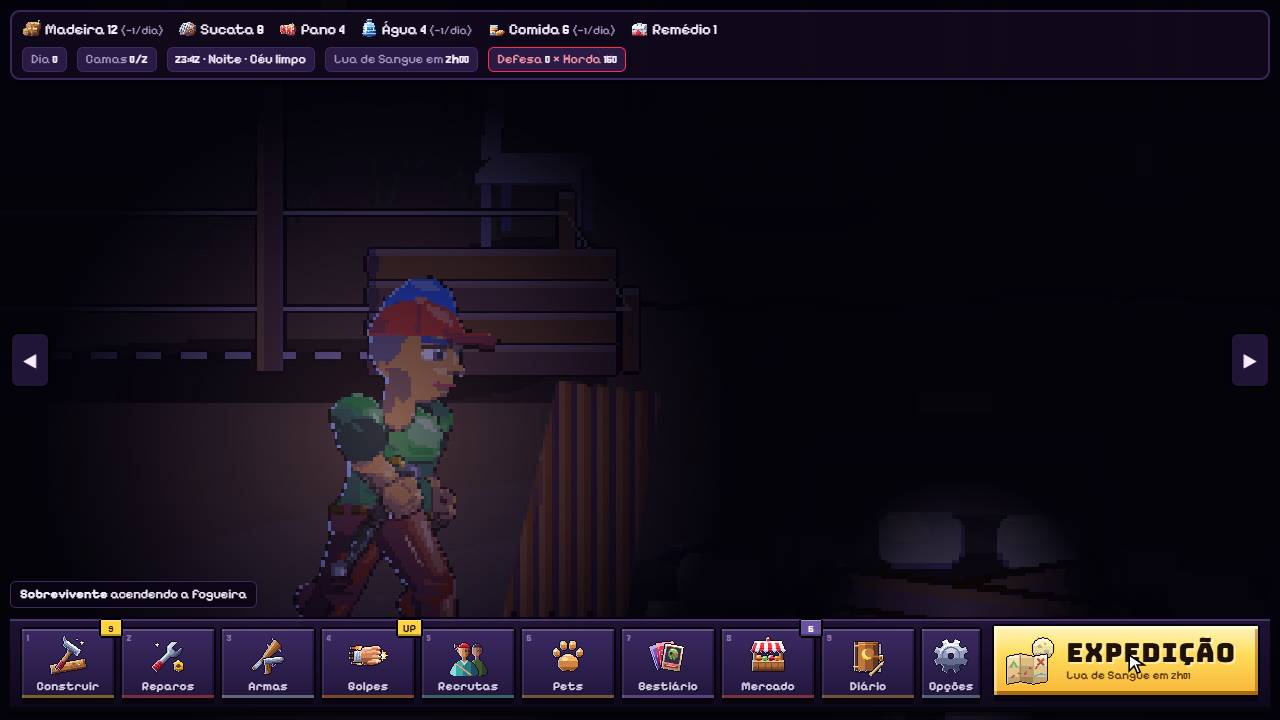 Madeira 12 (-1/dia) Sucata 8 Pano 4 Água 4 (-1/dia) Comida 6 (-1/dia) Remédio 1
Dia 0 Camas 0/2 23:42 · Noite · Céu limpo Lua de Sangue em 2h00 Defesa 0 × Horda 160
◀ ▶
Sobrevivente acendendo a fogueira
1 9 2 3 4 UP 5 6 7 8 6 9
Construir Reparos Armas Golpes Recrutas Pets Bestiário Mercado Diário Opções
EXPEDIÇÃO
Lua de Sangue em 2h01